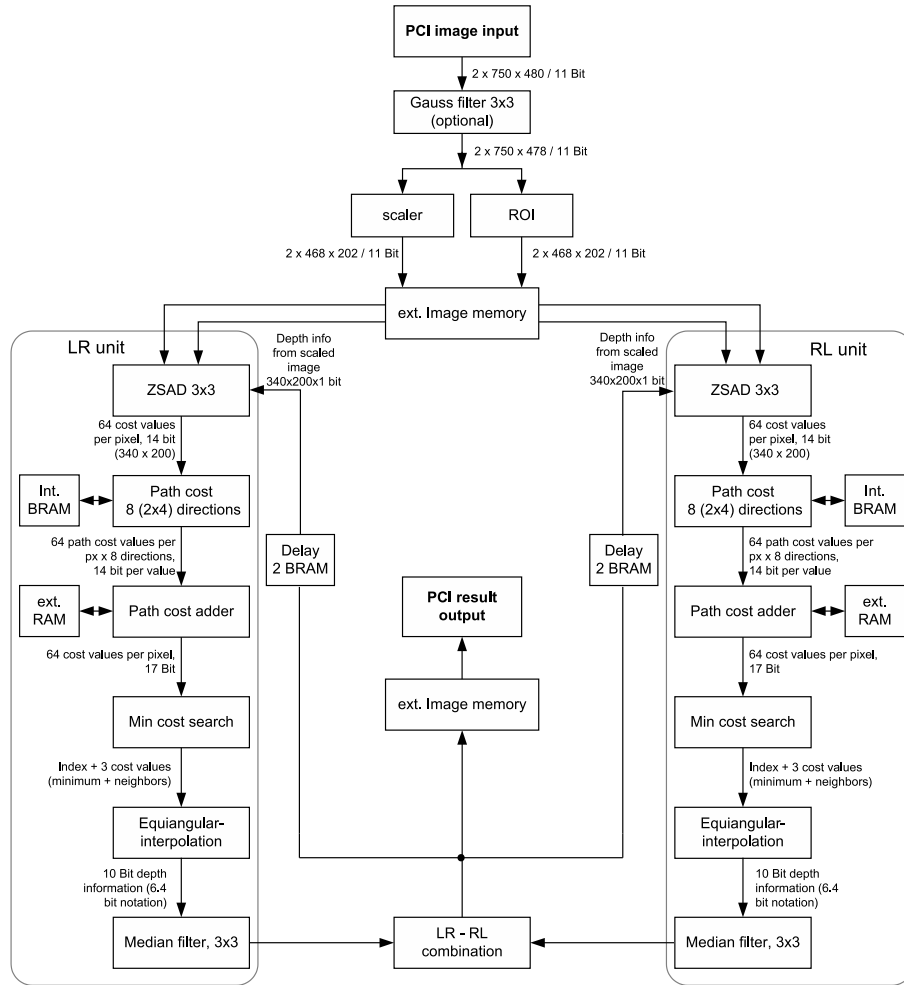 PCI image input
2 x 750 x 480 / 11 Bit
Gauss filter 3x3
(optional)
2 x 750 x 478 / 11 Bit
scaler
ROI
2 x 468 x 202 / 11 Bit
2 x 468 x 202 / 11 Bit
ext. Image memory
LR unit
Depth info
from scaled
image
340x200x1 bit
ZSAD 3x3
64 cost values
per pixel, 14 bit
(340 x 200)
Int.
BRAM
Path cost
8 (2x4) directions
64 path cost values per
px x 8 directions,
14 bit per value
Delay
2 BRAM
ext.
RAM
Path cost adder
64 cost values per pixel,
17 Bit
Min cost search
Index + 3 cost values
(minimum + neighbors)
Equiangular-
interpolation
10 Bit depth
information (6.4
bit notation)
Median filter, 3x3
PCI result
output
ext. Image memory
LR - RL
combination
RL unit
Depth info
from scaled
image
340x200x1 bit
ZSAD 3x3
64 cost values
per pixel, 14 bit
(340 x 200)
Path cost
8 (2x4) directions
Int.
BRAM
64 path cost values per
px x 8 directions,
14 bit per value
Delay
2 BRAM
Path cost adder
ext.
RAM
64 cost values per pixel,
17 Bit
Min cost search
Index + 3 cost values
(minimum + neighbors)
Equiangular-
interpolation
10 Bit depth
information (6.4
bit notation)
Median filter, 3x3